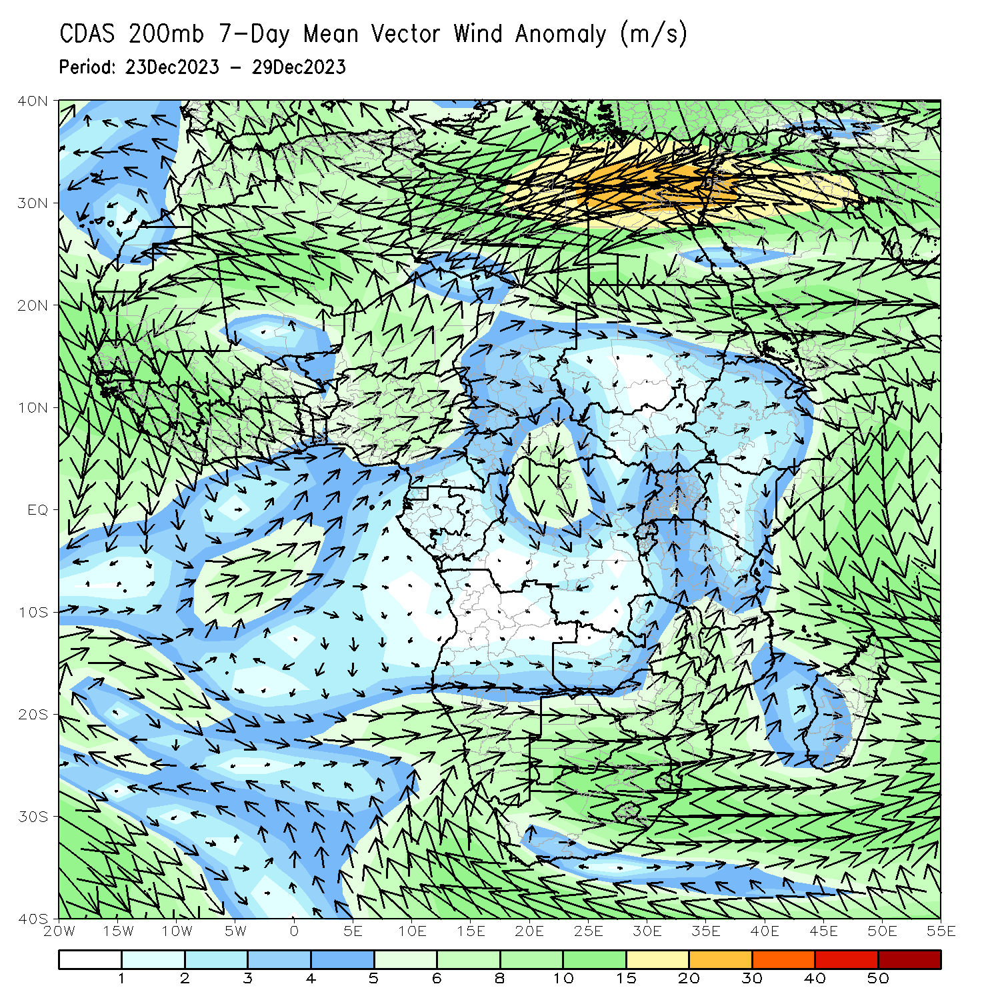 CDAS 200mb 7-Day Mean Vector Wind Anomaly (m/s)
Period: 23Dec2023 - 29Dec2023
40N
30N
20N
10N
EQ
10S
20S
30S
40S
20W 15W 10W 5W 0 5E 10E 15E 20E 25E 30E 35E 40E 45E 50E 55E
1 2 3 4 5 6 8 10 15 20 30 40 50